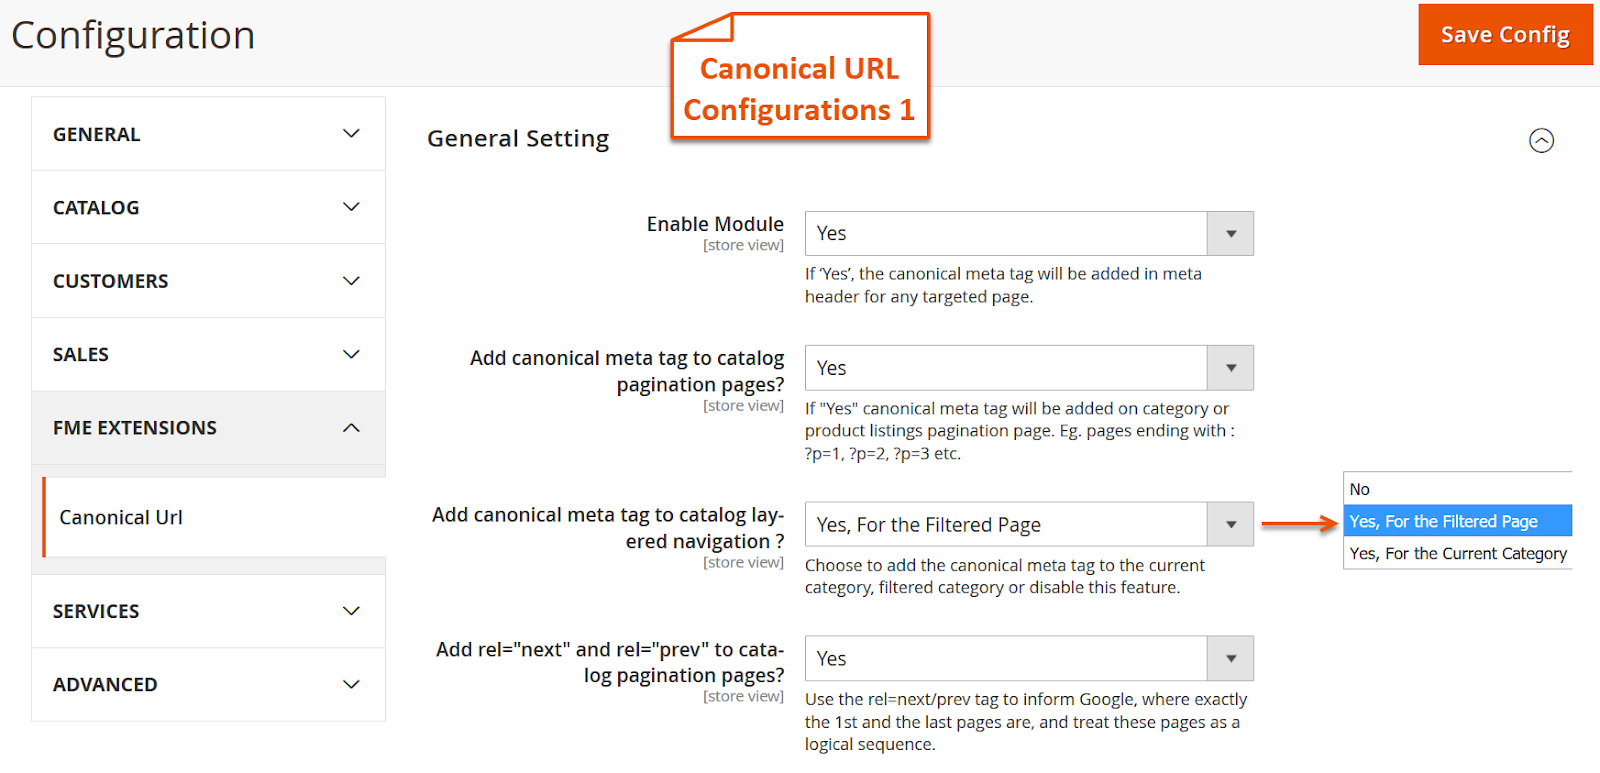 Configuration
Canonical URL
Configurations 1
Save Config
GENERAL
CATALOG
CUSTOMERS
SALES
FME EXTENSIONS
Canonical Url
SERVICES
ADVANCED
General Setting
Enable Module
[store view]
Yes
If ‘Yes’, the canonical meta tag will be added in meta
header for any targeted page.
Add canonical meta tag to catalog
pagination pages?
[store view]
Yes
If "Yes" canonical meta tag will be added on category or
product listings pagination page. Eg. pages ending with :
?p=1, ?p=2, ?p=3 etc.
Add canonical meta tag to catalog lay-
ered navigation ?
[store view]
Yes, For the Filtered Page
Choose to add the canonical meta tag to the current
category, filtered category or disable this feature.
No
Yes, For the Filtered Page
Yes, For the Current Category
Add rel="next" and rel="prev" to cata-
log pagination pages?
[store view]
Yes
Use the rel=next/prev tag to inform Google, where exactly
the 1st and the last pages are, and treat these pages as a
logical sequence.